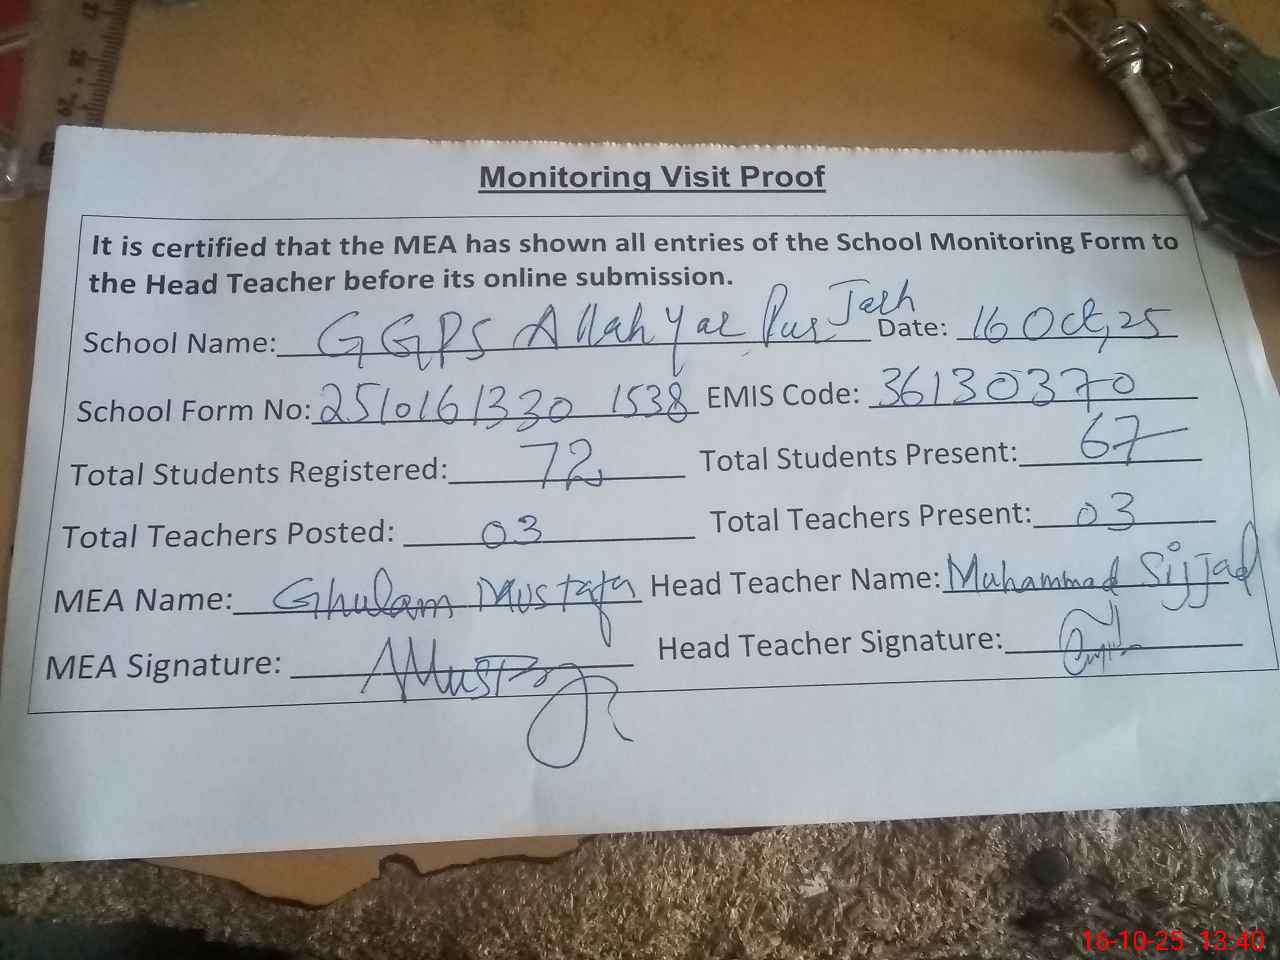 Monitoring Visit Proof
It is certified that the MEA has shown all entries of the School Monitoring Form to
the Head Teacher before its online submission.
School Name: GGPS Allah Yar Pur Jath Date: 16 Oct, 25
School Form No: 2510161330 1538 EMIS Code: 36130370
Total Students Registered: 72 Total Students Present: 67
Total Teachers Posted: 03 Total Teachers Present: 03
MEA Name: Ghulam Mustafa Head Teacher Name: Muhammad Sijjad
MEA Signature: Head Teacher Signature:
16-10-25 13:40